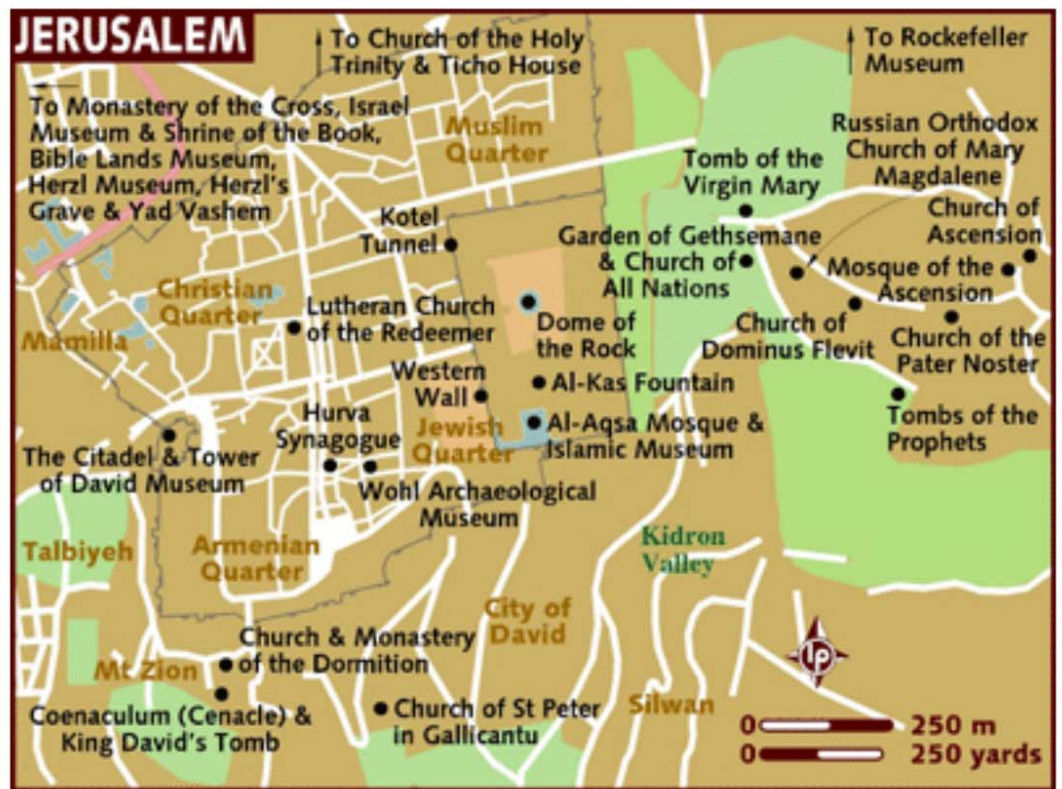 JERUSALEM
To Church of the Holy
Trinity & Ticho House
To Rockefeller
Museum
To Monastery of the Cross, Israel
Museum & Shrine of the Book,
Bible Lands Museum,
Herzl Museum, Herzl's
Grave & Yad Vashem
Muslim
Quarter
Russian Orthodox
Church of Mary
Magdalene
Tomb of the
Virgin Mary
Church of
Ascension
Kotel
Tunnel
Garden of Gethsemane
& Church of
All Nations
Mosque of the
Ascension
Christian
Quarter
Lutheran Church
of the Redeemer
Dome of
the Rock
Church of
Dominus Flevit
Church of the
Pater Noster
Mamilla
Western
Wall
Al-Kas Fountain
Hurva
Synagogue
Jewish
Quarter
Al-Aqsa Mosque &
Islamic Museum
Tombs of the
Prophets
The Citadel & Tower
of David Museum
Wohl Archaeological
Museum
Talbiyeh
Armenian
Quarter
Kidron
Valley
City of
David
Church & Monastery
of the Dormition
Mt Zion
Coenaculum (Cenacle) &
King David's Tomb
Church of St Peter
in Gallicantu
Silwan
lp
0 250 m
0 250 yards